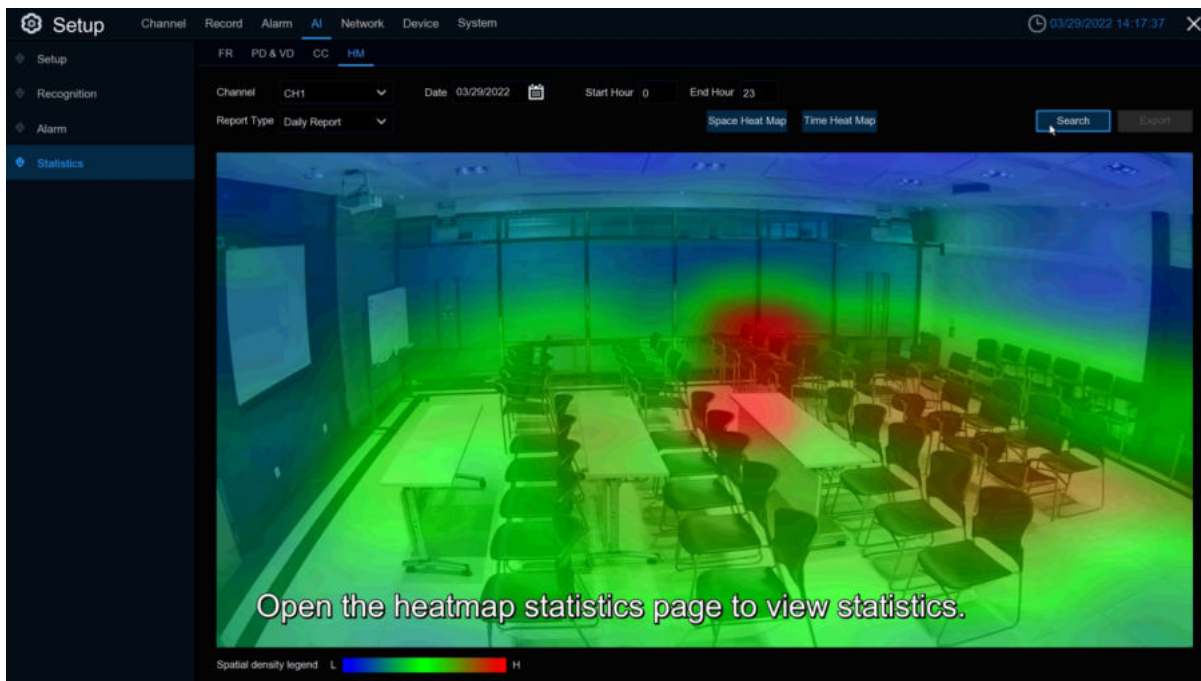 Setup Channel Record Alarm AI Network Device System 03/29/2022 14:17:37 X
Setup FR PD & VD CC HM
Recognition
Alarm
Statistics
Channel CH1 Date 03/29/2022 Start Hour 0 End Hour 23
Report Type Daily Report Space Heat Map Time Heat Map Search Export
Open the heatmap statistics page to view statistics.
Spatial density legend L H